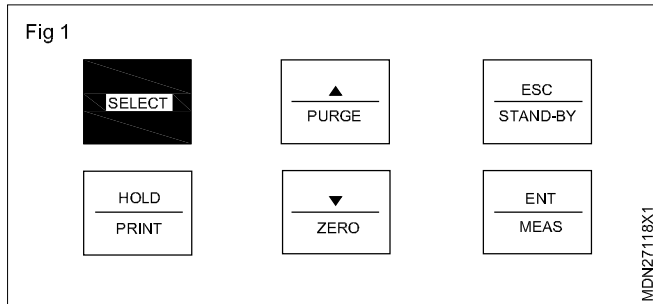 Fig 1
SELECT
▲
PURGE
ESC
STAND-BY
HOLD
PRINT
▼
ZERO
ENT
MEAS
MDN27118X1